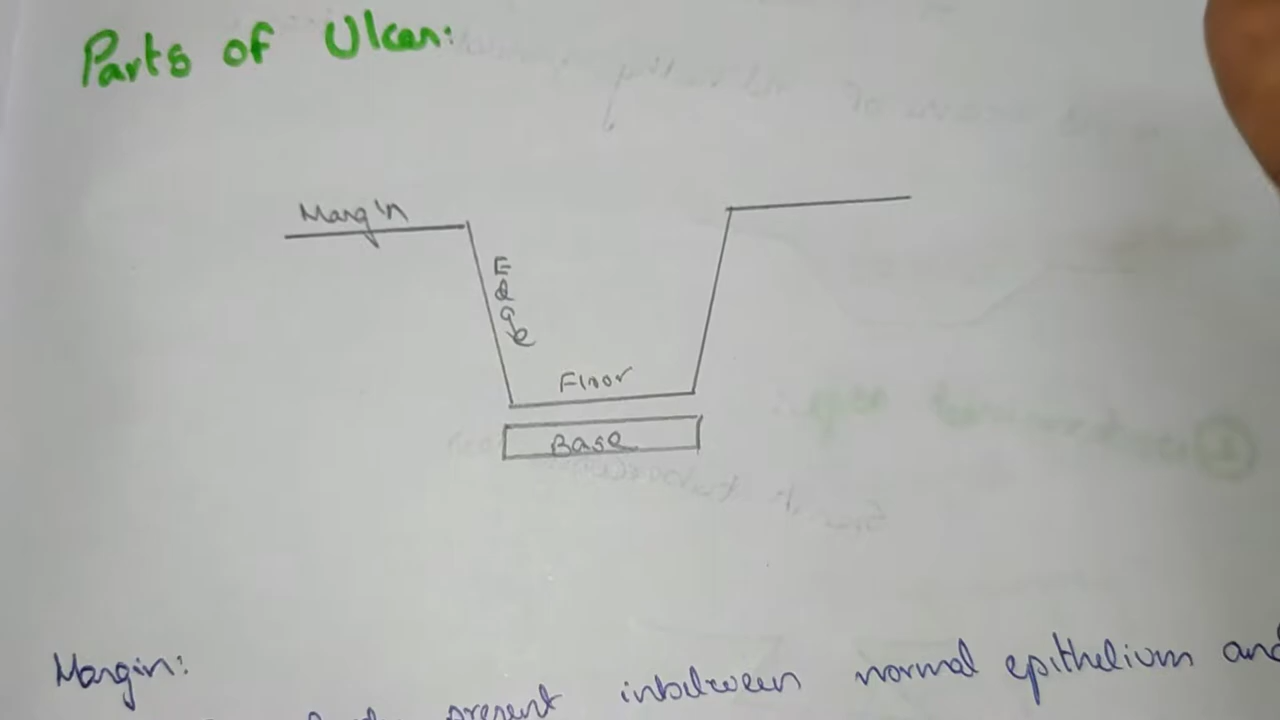 Parts of Ulcer:
Margin
Edge
Floor
Base
Margin:
present inbetween normal epithelium and